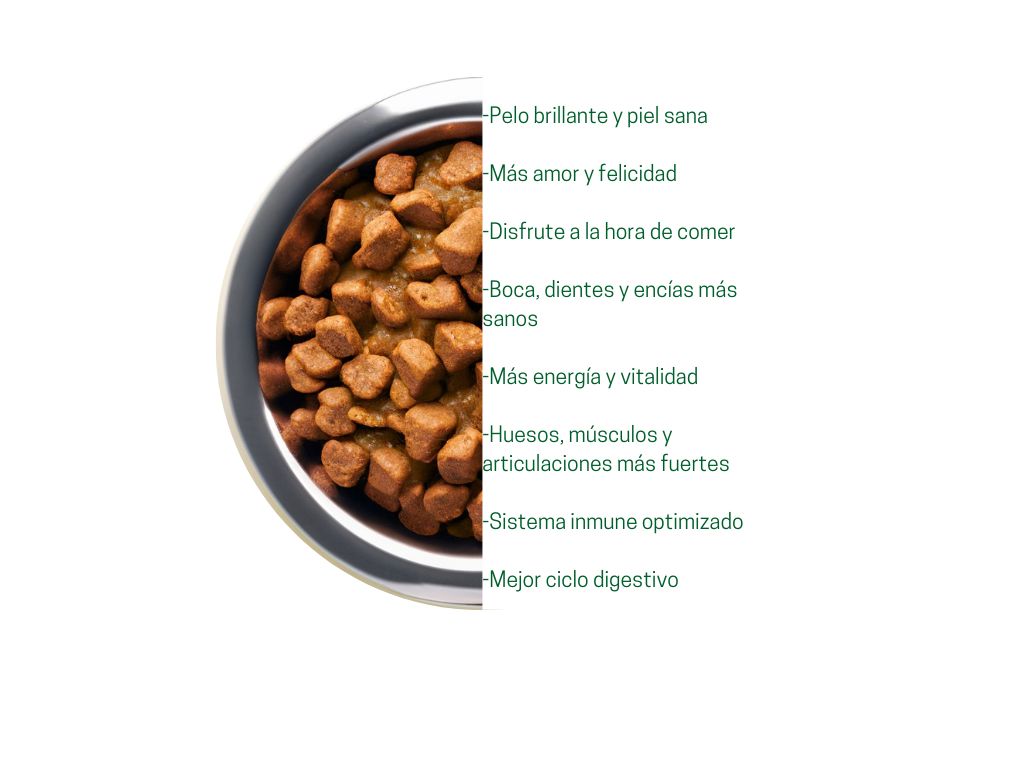 -Pelo brillante y piel sana
-Más amor y felicidad
-Disfrute a la hora de comer
-Boca, dientes y encías más
sanos
-Más energía y vitalidad
-Huesos, músculos y
articulaciones más fuertes
-Sistema inmune optimizado
-Mejor ciclo digestivo